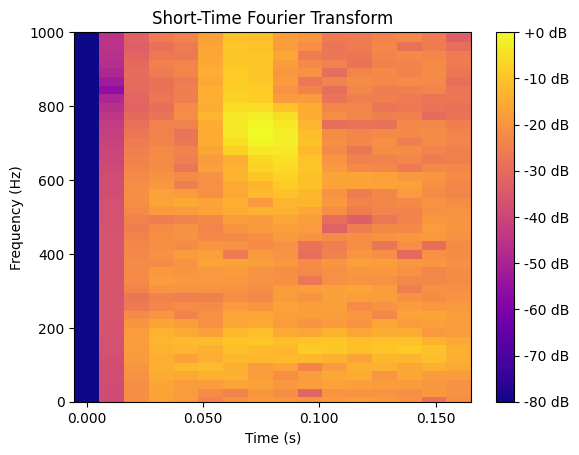 Short-Time Fourier Transform
1000
800
600
400
200
0
Frequency (Hz)
0.000
0.050
0.100
0.150
Time (s)
+0 dB
-10 dB
-20 dB
-30 dB
-40 dB
-50 dB
-60 dB
-70 dB
-80 dB